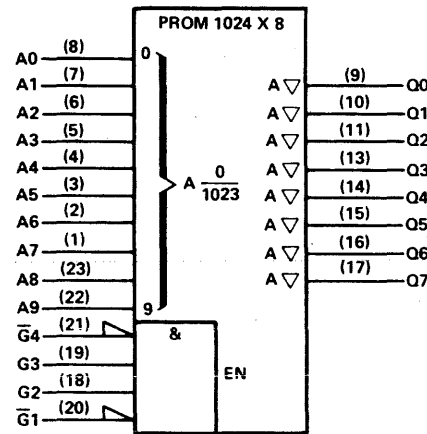 PROM 1024 X 8
A0 (8) 0
A1 (7) A ▽ (9) Q0
A2 (6) A ▽ (10) Q1
A3 (5) A ▽ (11) Q2
A4 (4) A ▽ (13) Q3
A5 (3) A 0/1023 A ▽ (14) Q4
A6 (2) A ▽ (15) Q5
A7 (1) A ▽ (16) Q6
A8 (23) A ▽ (17) Q7
A9 (22) 9
G̅4 (21) &
G3 (19) EN
G2 (18)
G̅1 (20)